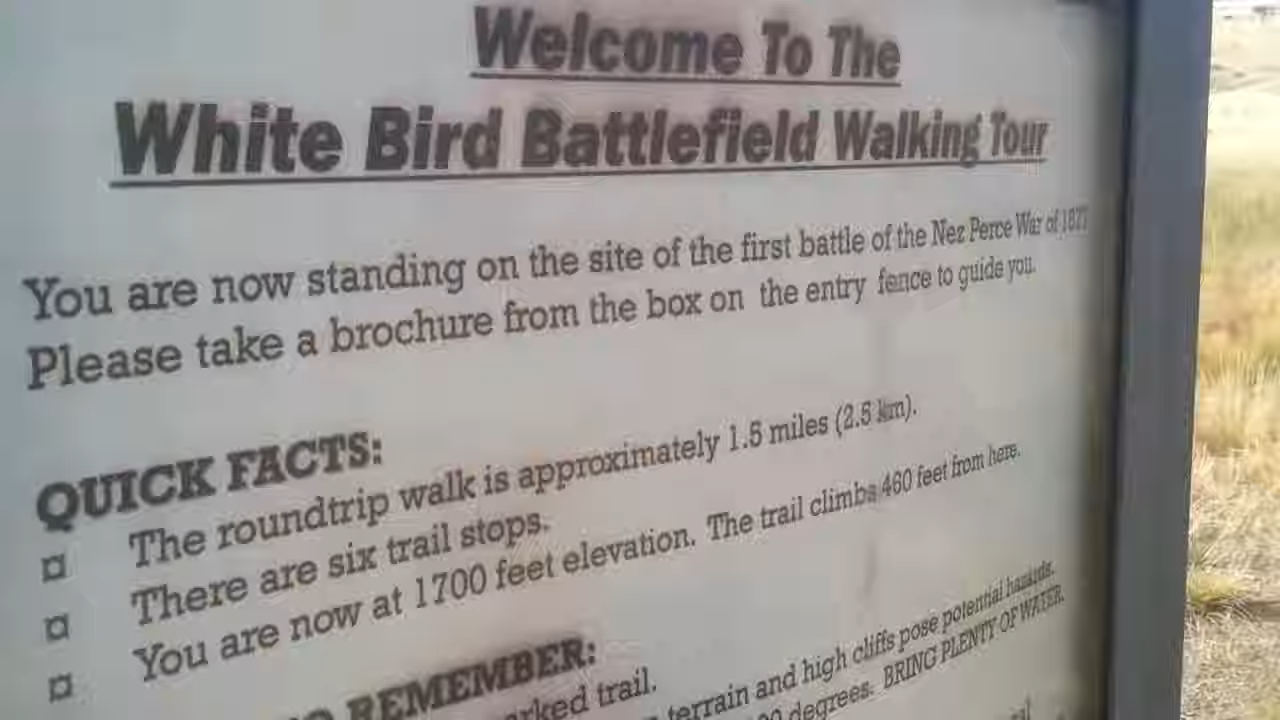 Welcome To The
White Bird Battlefield Walking Tour
You are now standing on the site of the first battle of the Nez Perce War of 1877
Please take a brochure from the box on the entry fence to guide you.
QUICK FACTS:
¤ The roundtrip walk is approximately 1.5 miles (2.5 km).
¤ There are six trail stops.
¤ You are now at 1700 feet elevation. The trail climbs 460 feet from here.
REMEMBER:
trail.
terrain and high cliffs pose potential hazards.
degrees. BRING PLENTY OF WATER.